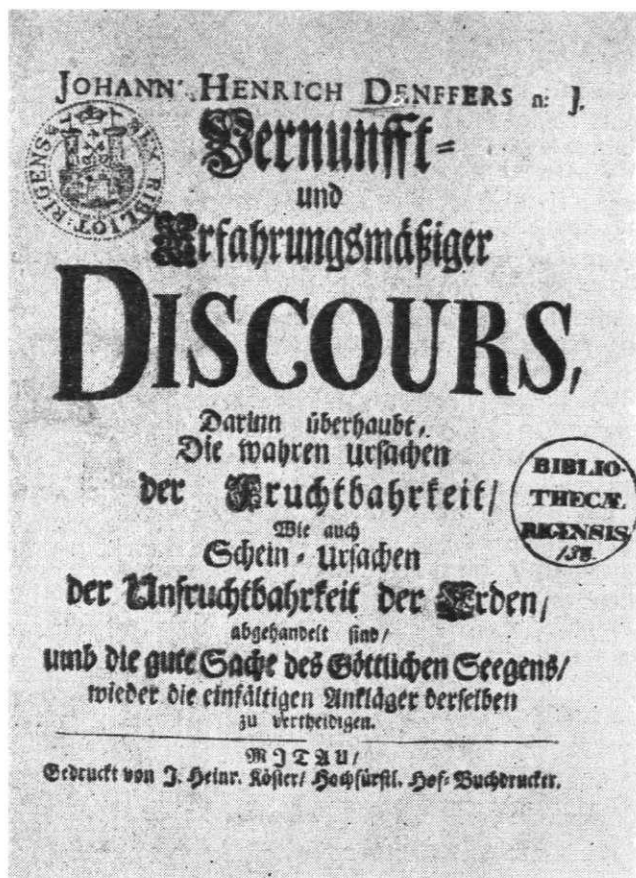 JOHANN HENRICH DENFFERS n: J.
Vernunfft-
und
Erfahrungsmäßiger
DISCOURS,
Darinn überhaubt,
Die wahren ursachen
der Fruchtbahrkeit/
Wie auch
Schein-Ursachen
der Unfruchtbahrkeit der Erden/
abgehandelt sind/
umb die gute Sache des Göttlichen Seegens/
wieder die einfältigen Ankläger derselben
zu vertheidigen.
MITAU/
Gedruckt von J. Heinr. Köster/ Hochfürstl. Hof-Buchdrucker.
EX BIBLIOT: RIGENS
BIBLIO-
THECÆ
RIGENSIS